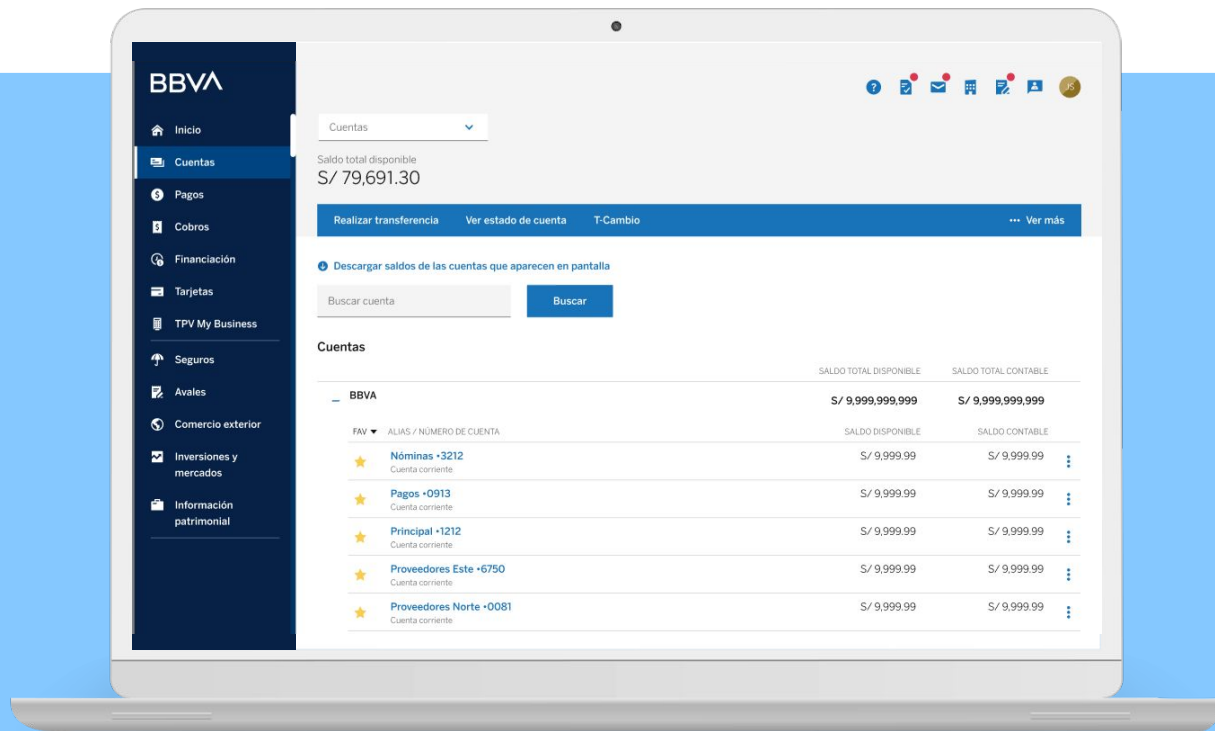 BBVA
JS
Inicio
Cuentas
Pagos
Cobros
Financiación
Tarjetas
TPV My Business
Seguros
Avales
Comercio exterior
Inversiones y
mercados
Información
patrimonial
Cuentas
Saldo total disponible
S/ 79,691.30
Realizar transferencia Ver estado de cuenta T-Cambio ••• Ver más
Descargar saldos de las cuentas que aparecen en pantalla
Buscar cuenta Buscar
Cuentas
SALDO TOTAL DISPONIBLE SALDO TOTAL CONTABLE
BBVA S/ 9,999,999,999 S/ 9,999,999,999
FAV ALIAS / NÚMERO DE CUENTA SALDO DISPONIBLE SALDO CONTABLE
Nóminas •3212 S/ 9,999.99 S/ 9,999.99
Cuenta corriente
Pagos •0913 S/ 9,999.99 S/ 9,999.99
Cuenta corriente
Principal •1212 S/ 9,999.99 S/ 9,999.99
Cuenta corriente
Proveedores Este •6750 S/ 9,999.99 S/ 9,999.99
Cuenta corriente
Proveedores Norte •0081 S/ 9,999.99 S/ 9,999.99
Cuenta corriente